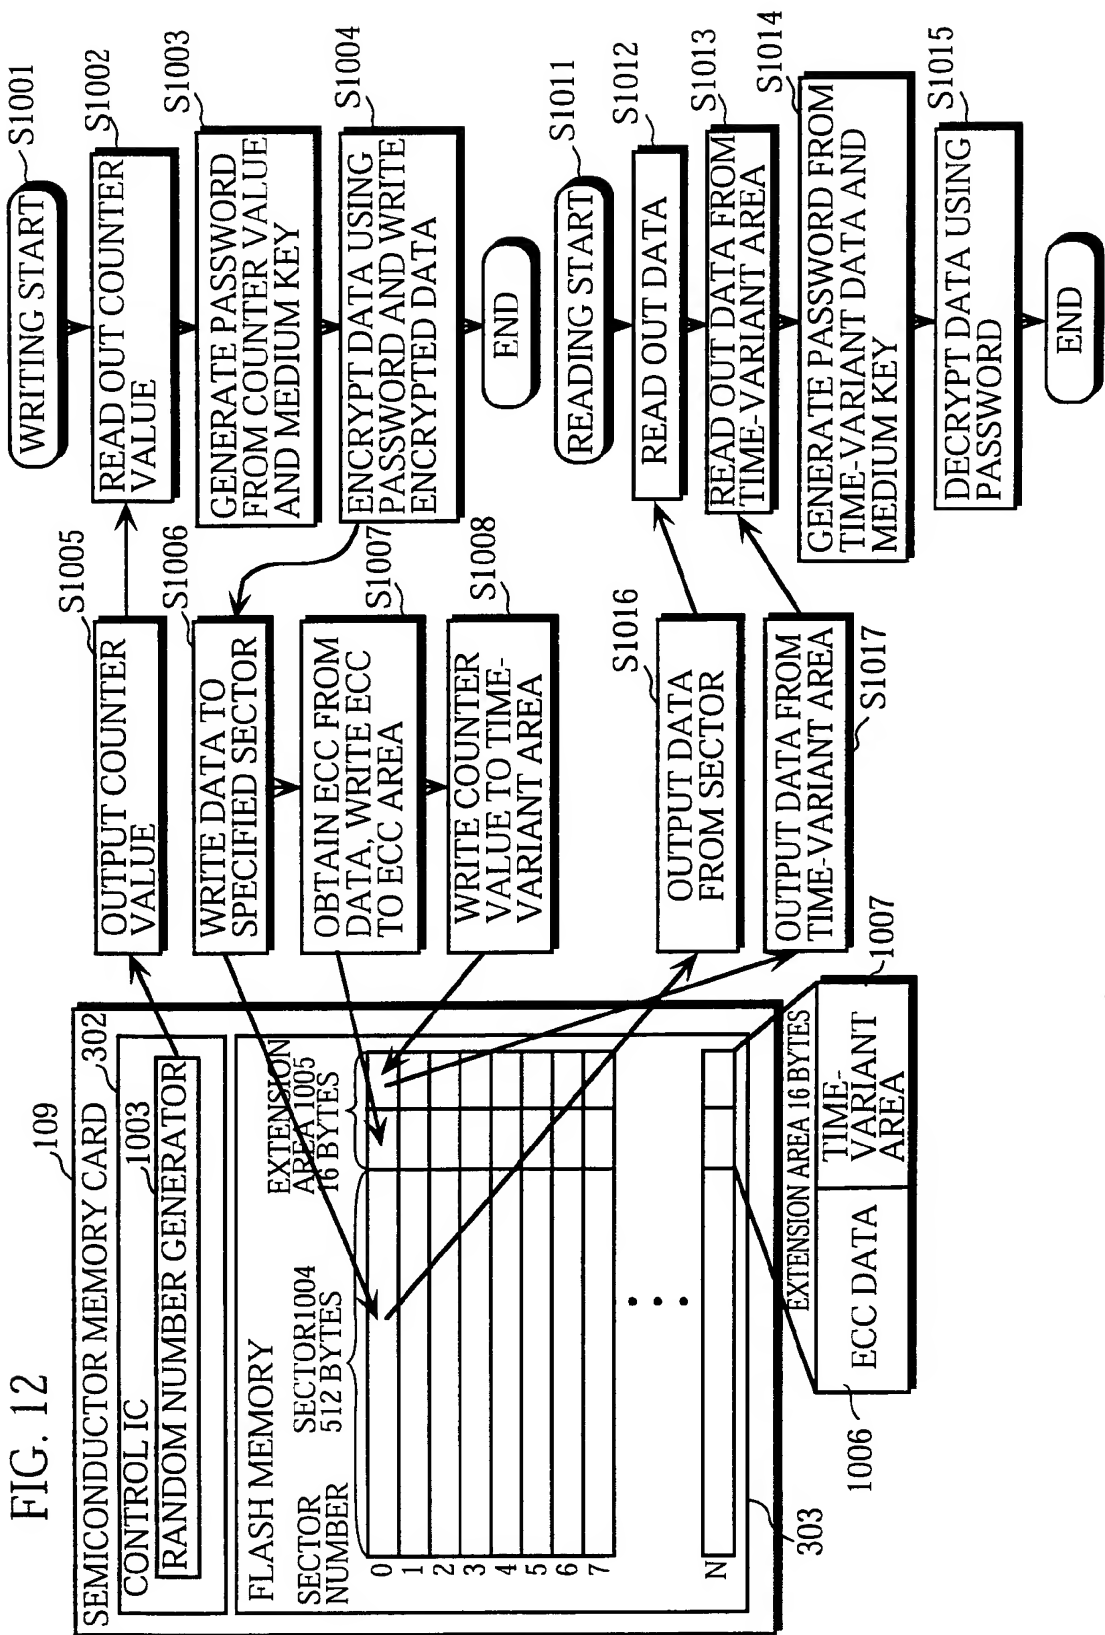 FIG. 12
109
SEMICONDUCTOR MEMORY CARD
302
CONTROL IC
1003
RANDOM NUMBER GENERATOR
FLASH MEMORY
SECTOR
NUMBER
SECTOR1004
512 BYTES
EXTENSION
AREA 1005
16 BYTES
0
1
2
3
4
5
6
7
N
303
EXTENSION AREA 16 BYTES
1006
ECC DATA
TIME-
VARIANT
AREA
1007
S1005
OUTPUT COUNTER
VALUE
S1006
WRITE DATA TO
SPECIFIED SECTOR
S1007
OBTAIN ECC FROM
DATA, WRITE ECC
TO ECC AREA
S1008
WRITE COUNTER
VALUE TO TIME-
VARIANT AREA
S1016
OUTPUT DATA
FROM SECTOR
OUTPUT DATA FROM
TIME-VARIANT AREA
S1017
S1001
WRITING START
S1002
READ OUT COUNTER
VALUE
S1003
GENERATE PASSWORD
FROM COUNTER VALUE
AND MEDIUM KEY
S1004
ENCRYPT DATA USING
PASSWORD AND WRITE
ENCRYPTED DATA
END
S1011
READING START
S1012
READ OUT DATA
S1013
READ OUT DATA FROM
TIME-VARIANT AREA
S1014
GENERATE PASSWORD FROM
TIME-VARIANT DATA AND
MEDIUM KEY
S1015
DECRYPT DATA USING
PASSWORD
END